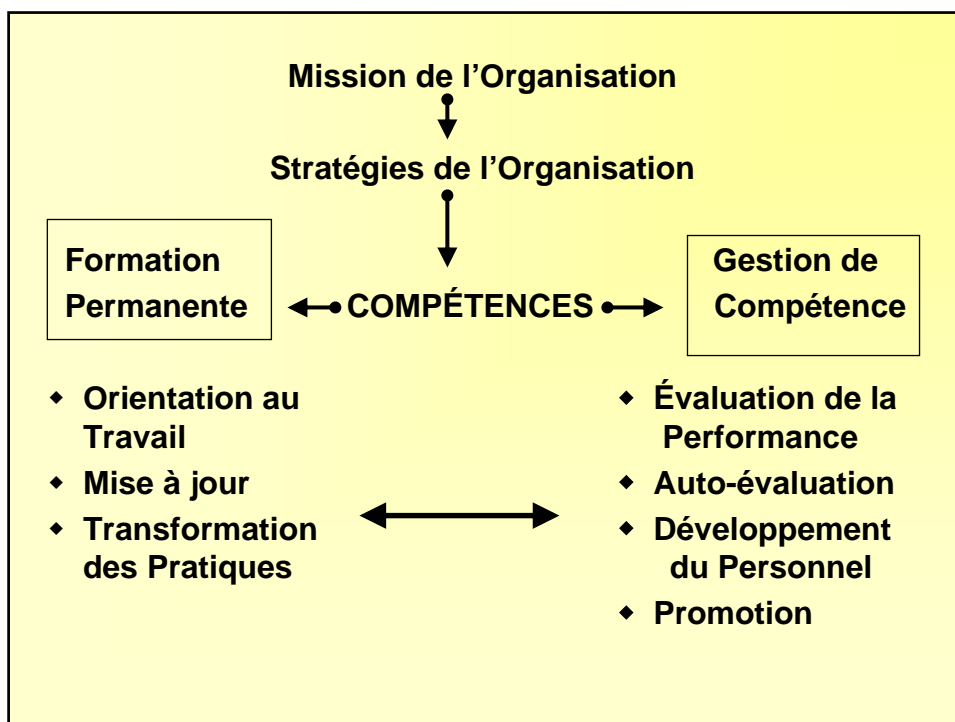 Mission de l’Organisation
Stratégies de l’Organisation
Formation
Permanente
COMPÉTENCES
Gestion de
Compétence
Orientation au
Travail
Mise à jour
Transformation
des Pratiques
Évaluation de la
Performance
Auto-évaluation
Développement
du Personnel
Promotion